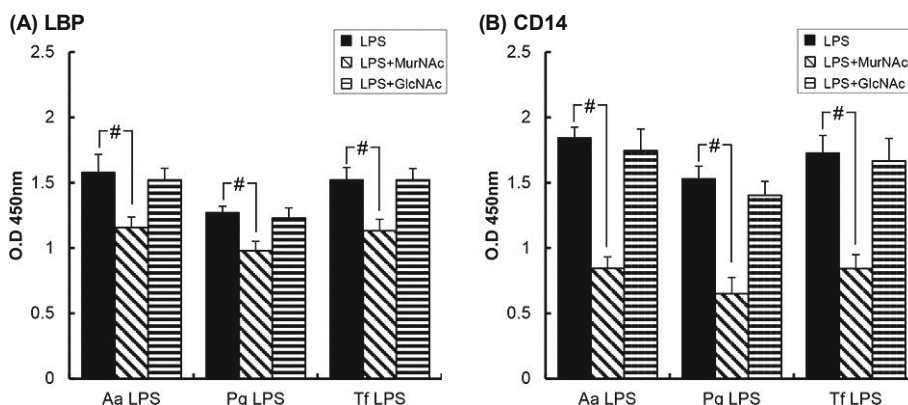 (A) LBP
LPS
LPS+MurNAc
LPS+GlcNAc
2.5
2
1.5
1
0.5
0
O.D 450nm
#
#
#
Aa LPS
Pg LPS
Tf LPS
(B) CD14
LPS
LPS+MurNAc
LPS+GlcNAc
2.5
2
1.5
1
0.5
0
O.D 450nm
#
#
#
Aa LPS
Pg LPS
Tf LPS